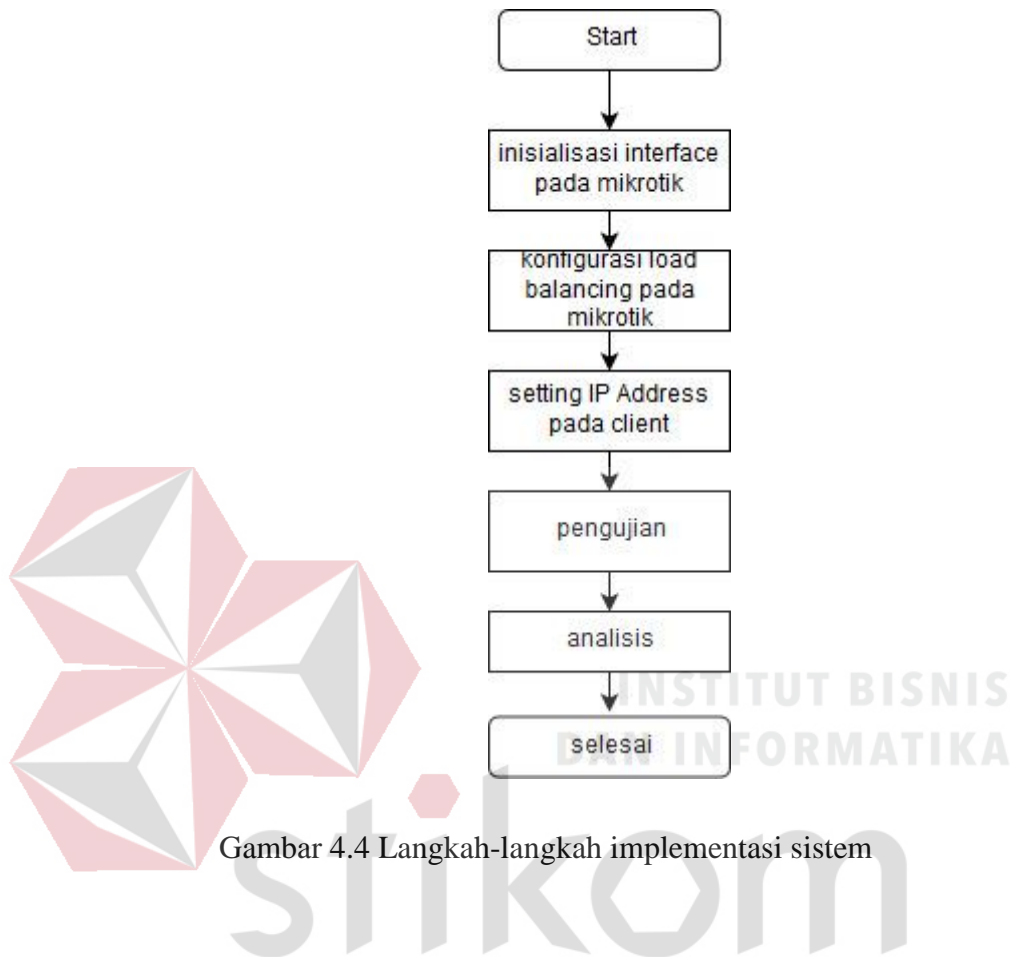 Start
inisialisasi interface
pada mikrotik
konfigurasi load
balancing pada
mikrotik
setting IP Address
pada client
pengujian
analisis
INSTITUT BISNIS
DAN INFORMATIKA
selesai
Gambar 4.4 Langkah-langkah implementasi sistem
stikom